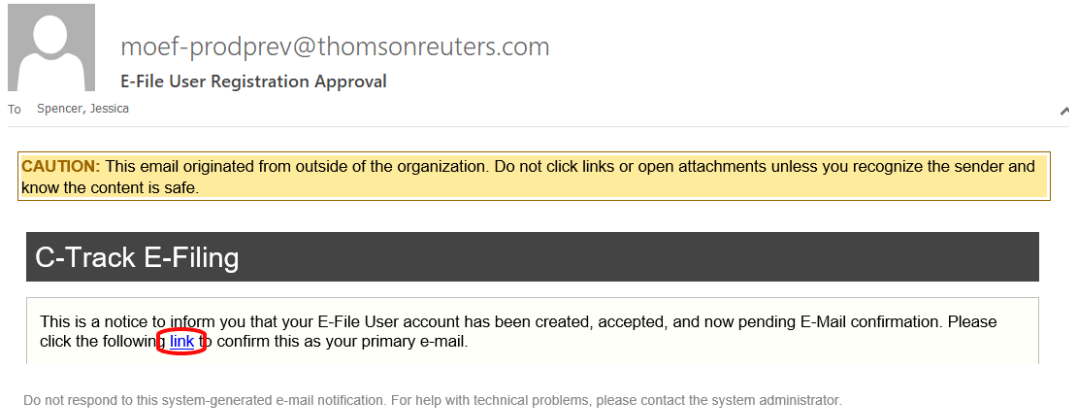 moef-prodprev@thomsonreuters.com
E-File User Registration Approval
To Spencer, Jessica
CAUTION: This email originated from outside of the organization. Do not click links or open attachments unless you recognize the sender and
know the content is safe.
C-Track E-Filing
This is a notice to inform you that your E-File User account has been created, accepted, and now pending E-Mail confirmation. Please
click the following link to confirm this as your primary e-mail.
Do not respond to this system-generated e-mail notification. For help with technical problems, please contact the system administrator.